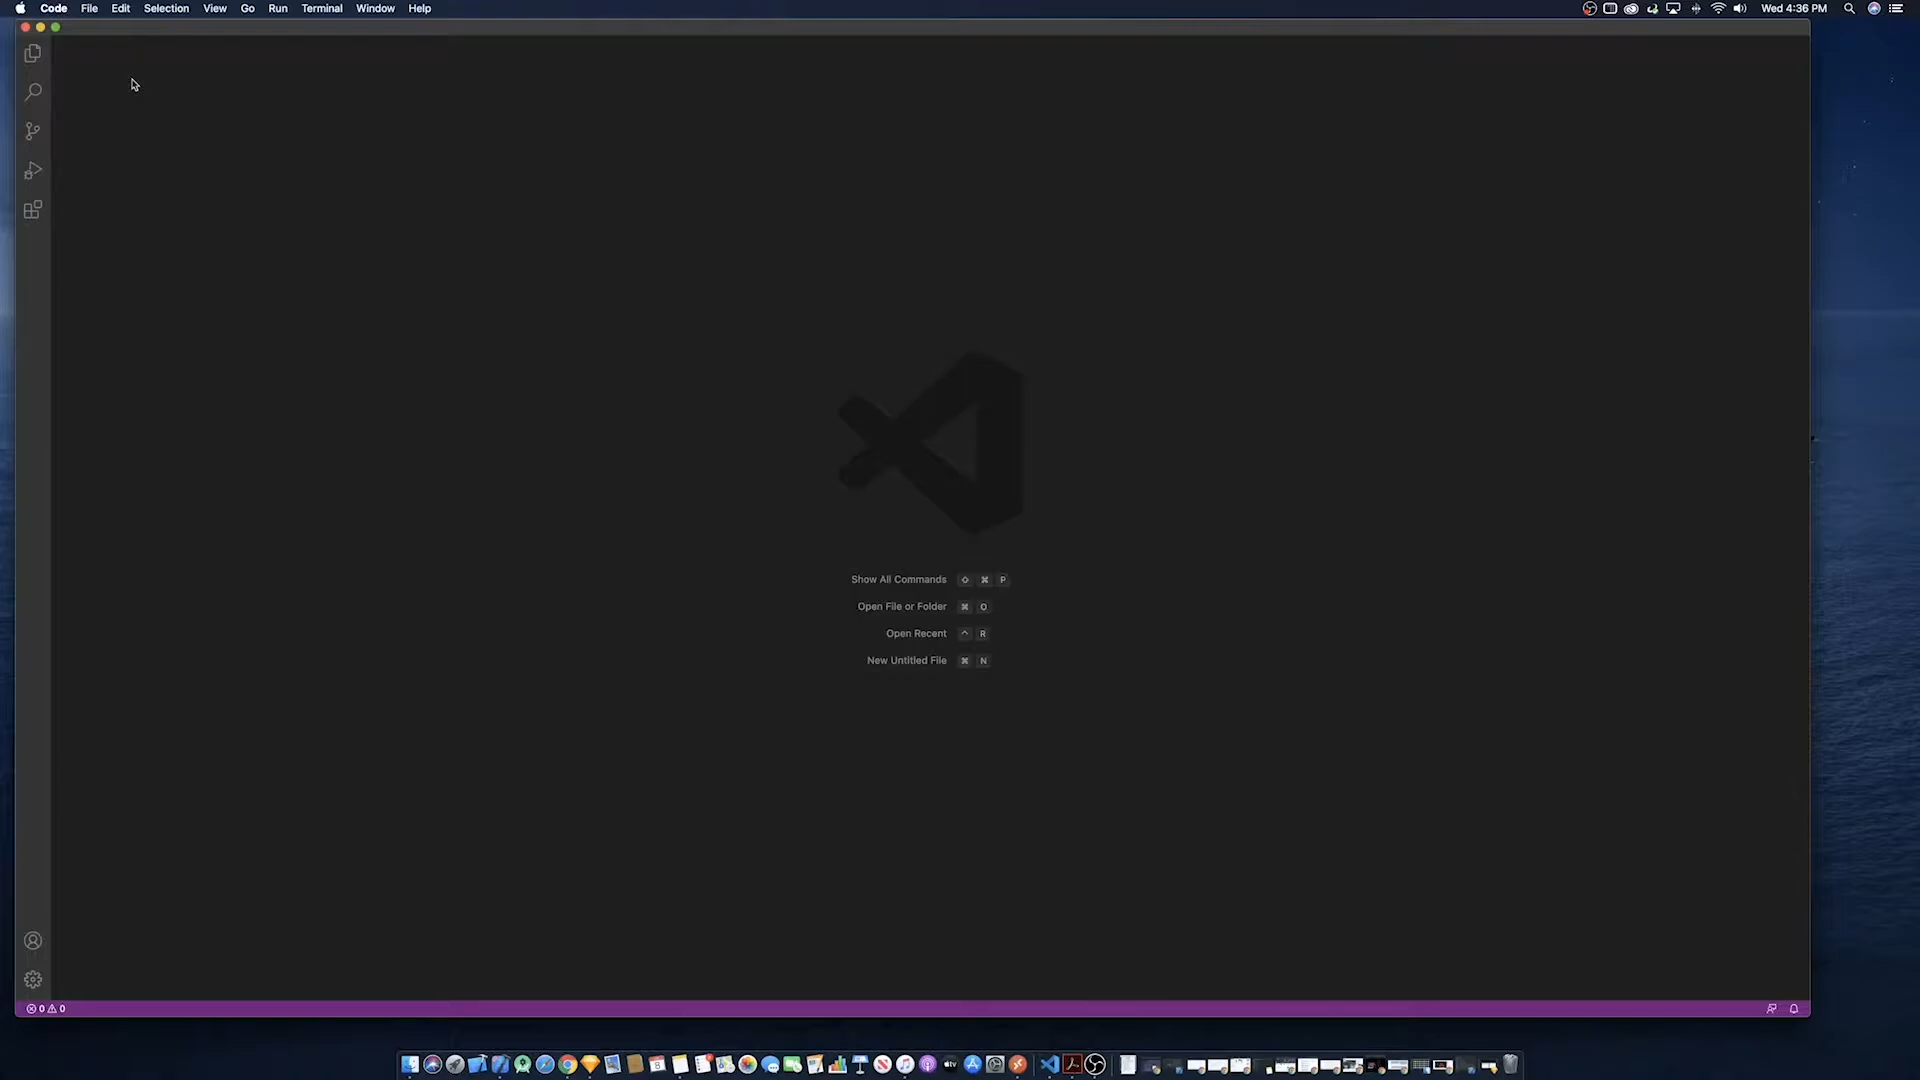 Code File Edit Selection View Go Run Terminal Window Help
Wed 4:36 PM
Show All Commands ⇧ ⌘ P
Open File or Folder ⌘ O
Open Recent ^ R
New Untitled File ⌘ N
0 0